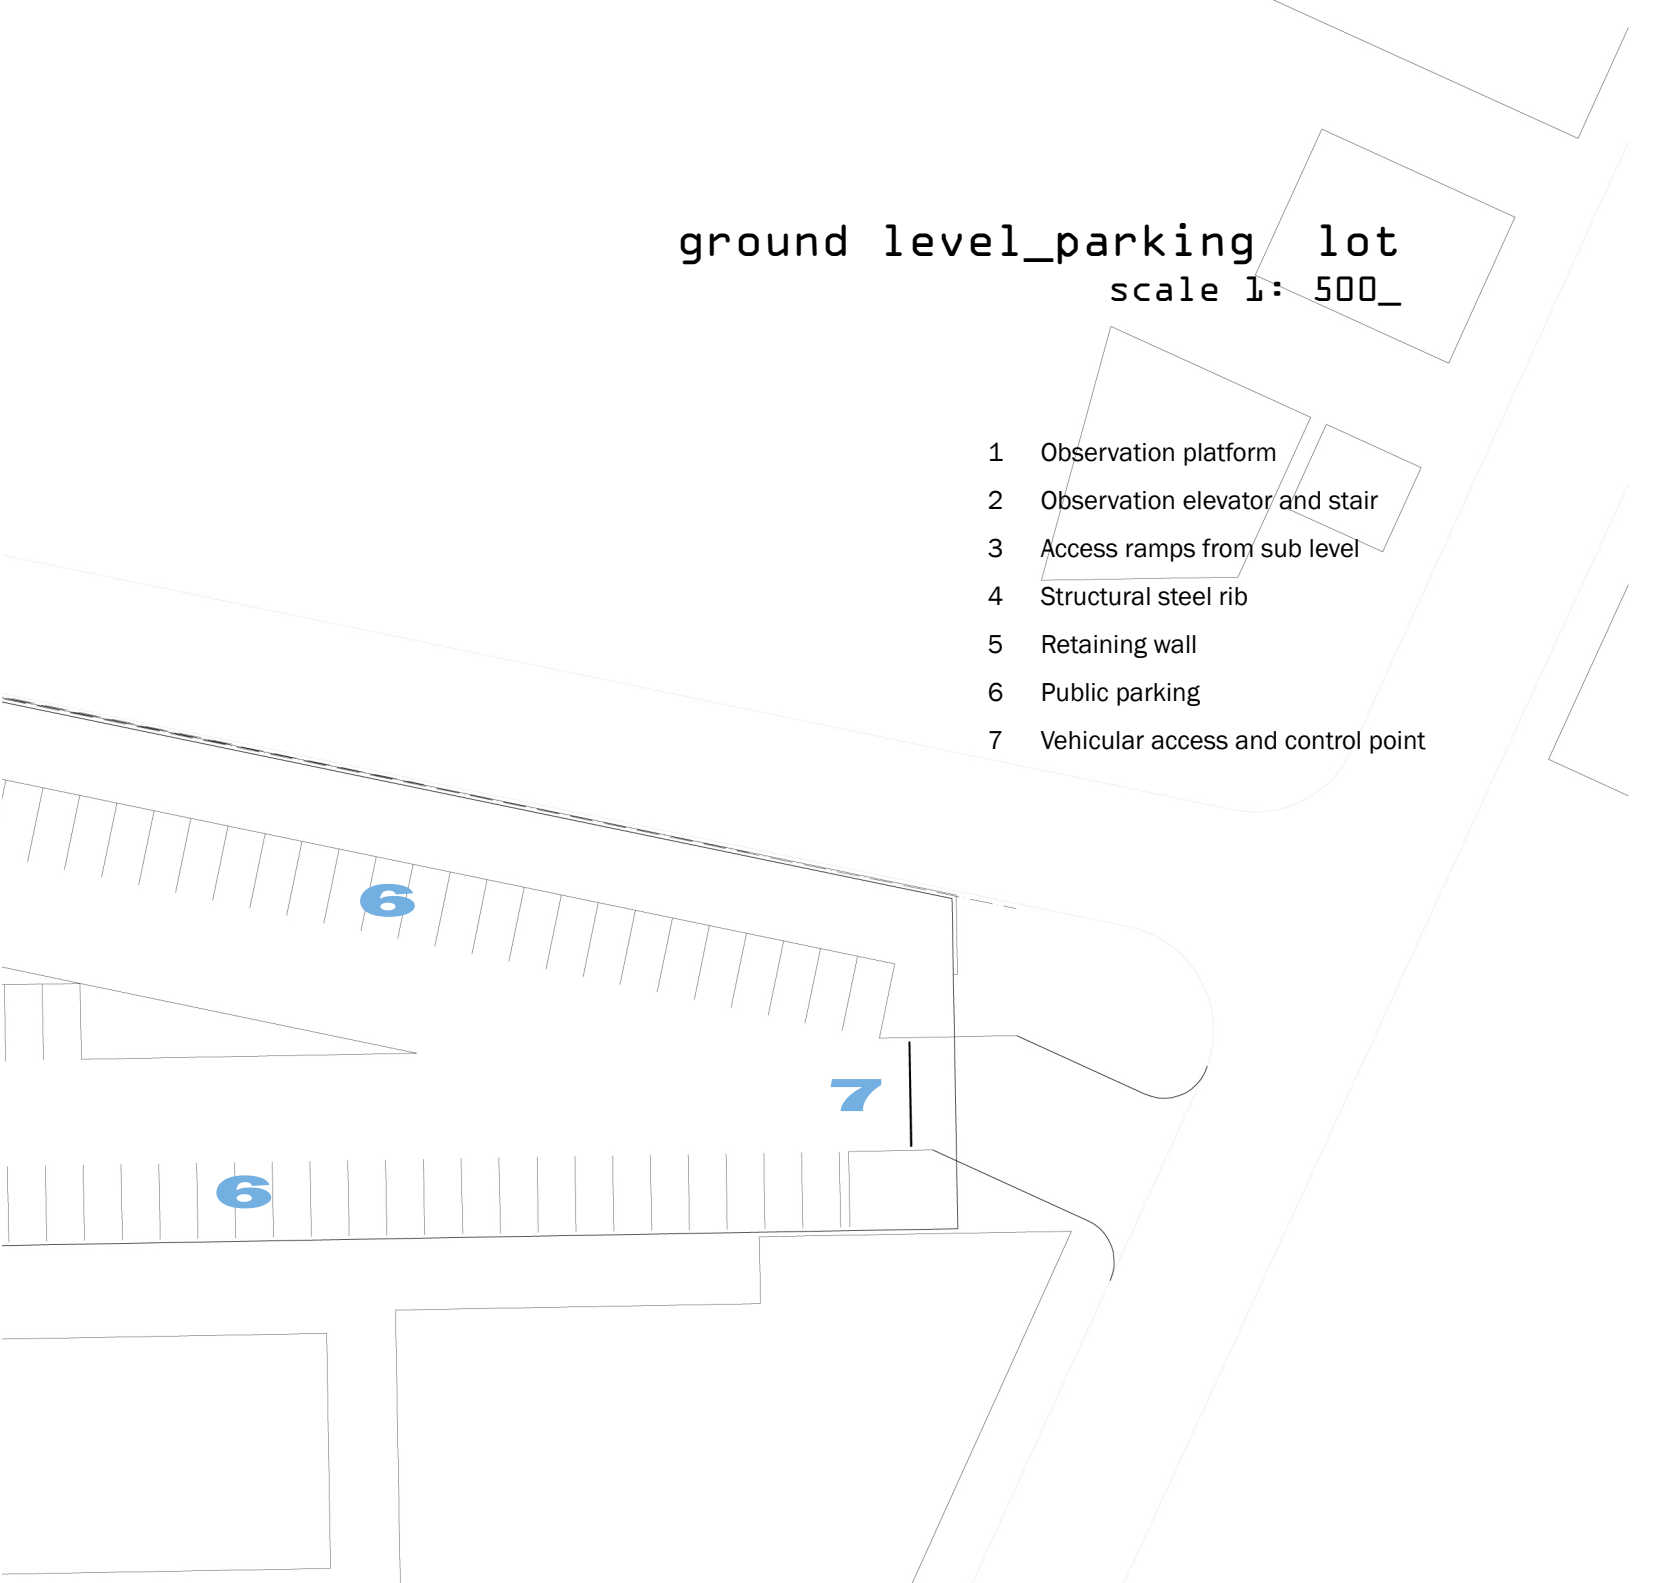 ground level_parking lot
scale 1: 500_
1 Observation platform
2 Observation elevator and stair
3 Access ramps from sub level
4 Structural steel rib
5 Retaining wall
6 Public parking
7 Vehicular access and control point
6
7
6